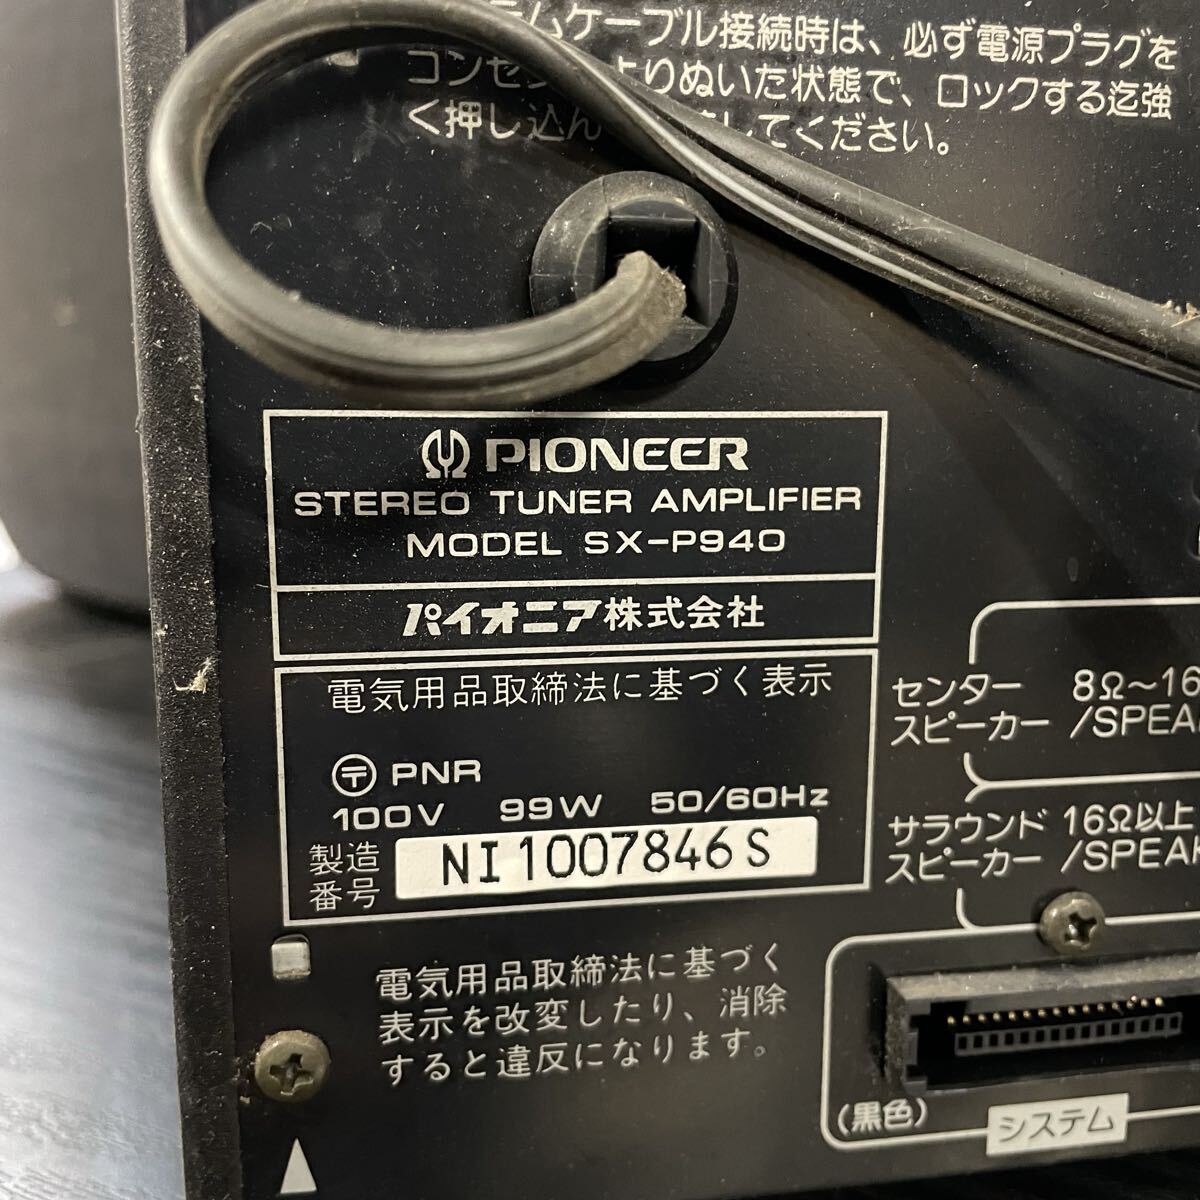 ムケーブル接続時は、必ず電源プラグを
コンセ よりぬいた状態で、ロックする迄強
く押し込ん してください。
PIONEER
STEREO TUNER AMPLIFIER
MODEL SX-P940
パイオニア株式会社
電気用品取締法に基づく表示
〒 PNR
100V 99W 50/60Hz
製造番号 NI1007846S
電気用品取締法に基づく
表示を改変したり、消除
すると違反になります。
センター
スピーカー
8Ω〜16
/SPEA
サラウンド
スピーカー
16Ω以上
/SPEAK
(黒色)
システム